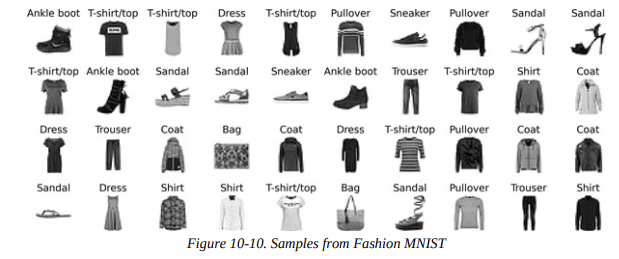 Ankle boot T-shirt/top T-shirt/top Dress T-shirt/top Pullover Sneaker Pullover Sandal Sandal
T-shirt/top Ankle boot Sandal Sandal Sneaker Ankle boot Trouser T-shirt/top Shirt Coat
Dress Trouser Coat Bag Coat Dress T-shirt/top Pullover Coat Coat
Sandal Dress Shirt Shirt T-shirt/top Bag Sandal Pullover Trouser Shirt
Figure 10-10. Samples from Fashion MNIST